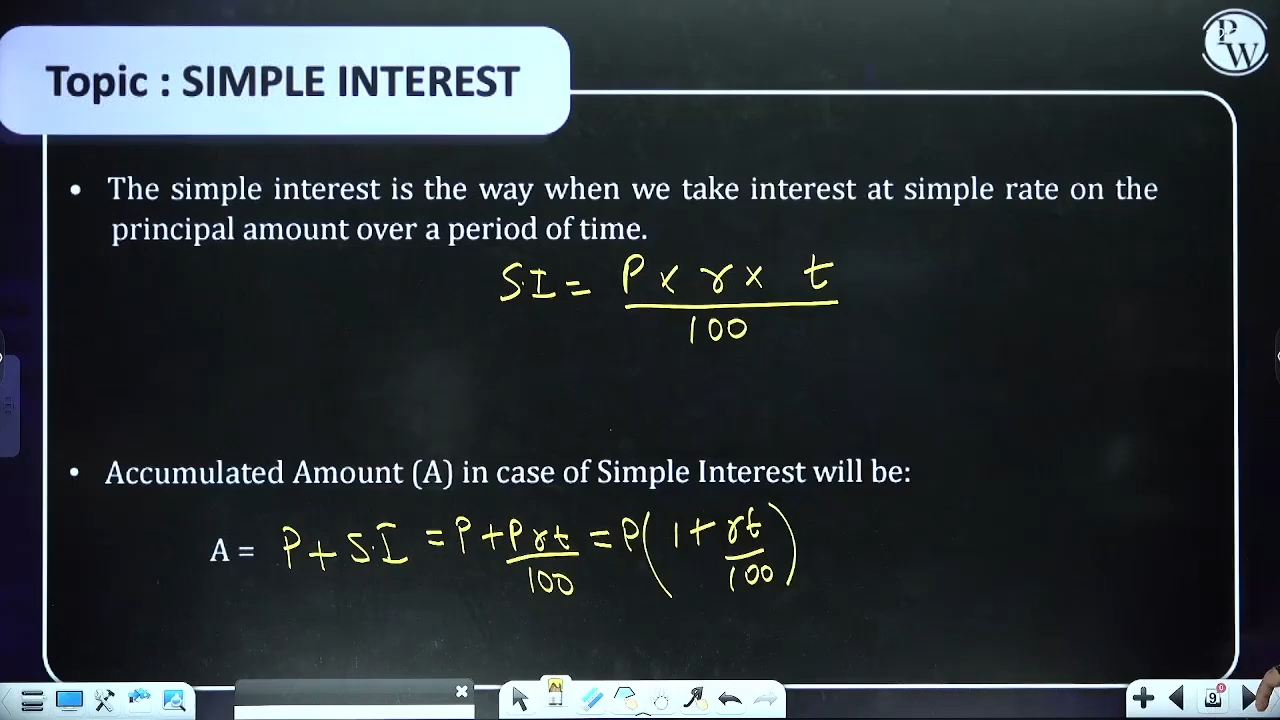 PW
Topic : SIMPLE INTEREST
• The simple interest is the way when we take interest at simple rate on the
principal amount over a period of time.
S.I = P × r × t / 100
• Accumulated Amount (A) in case of Simple Interest will be:
A = P + S.I = P + Prt/100 = P(1 + rt/100)
9